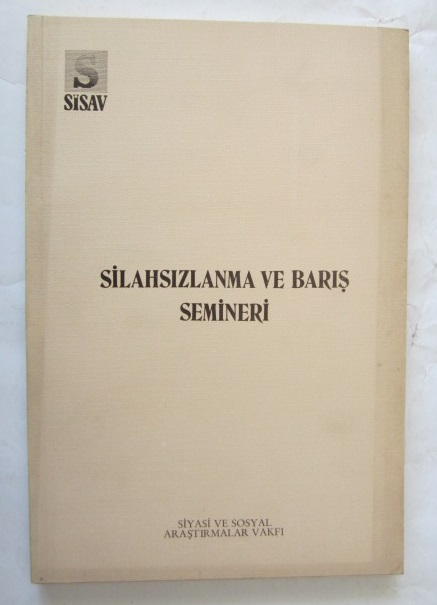 S
SİSAV
SİLAHSIZLANMA VE BARIŞ
SEMİNERİ
SİYASİ VE SOSYAL
ARAŞTIRMALAR VAKFI